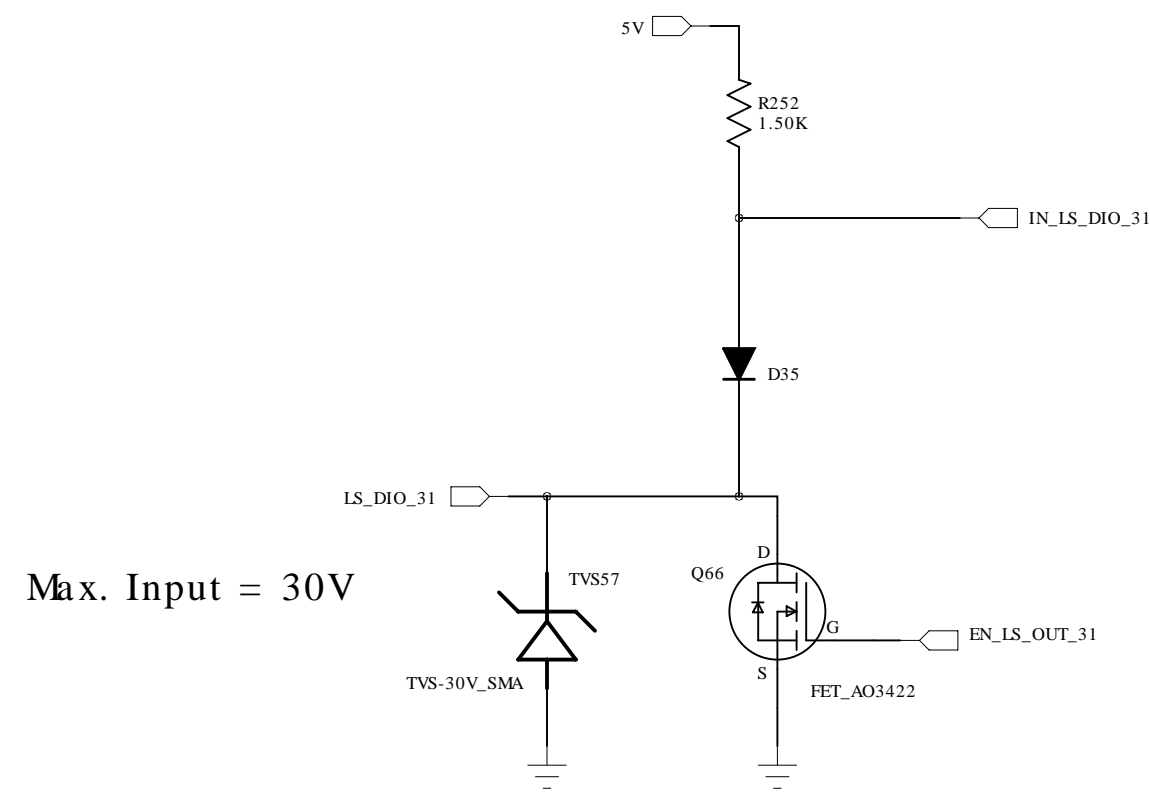 5V
R252
1.50K
IN_LS_DIO_31
D35
LS_DIO_31
D
Q66
TVS57
Max. Input = 30V
G
EN_LS_OUT_31
S
TVS-30V_SMA
FET_AO3422